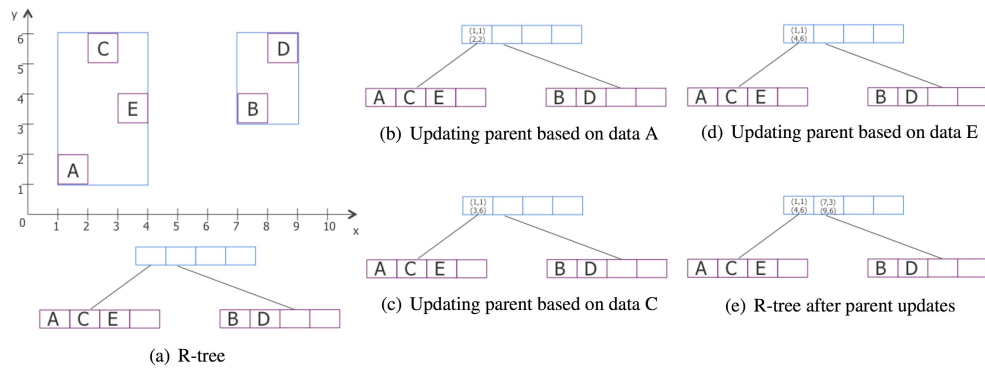 y
6
5
4
3
2
1
0
1 2 3 4 5 6 7 8 9 10
x
C
E
A
D
B
A C E
B D
(a) R-tree
(1,1)
(2,2)
A C E
B D
(b) Updating parent based on data A
(1,1)
(3,6)
A C E
B D
(c) Updating parent based on data C
(1,1)
(4,6)
A C E
B D
(d) Updating parent based on data E
(1,1) (7,3)
(4,6) (9,6)
A C E
B D
(e) R-tree after parent updates